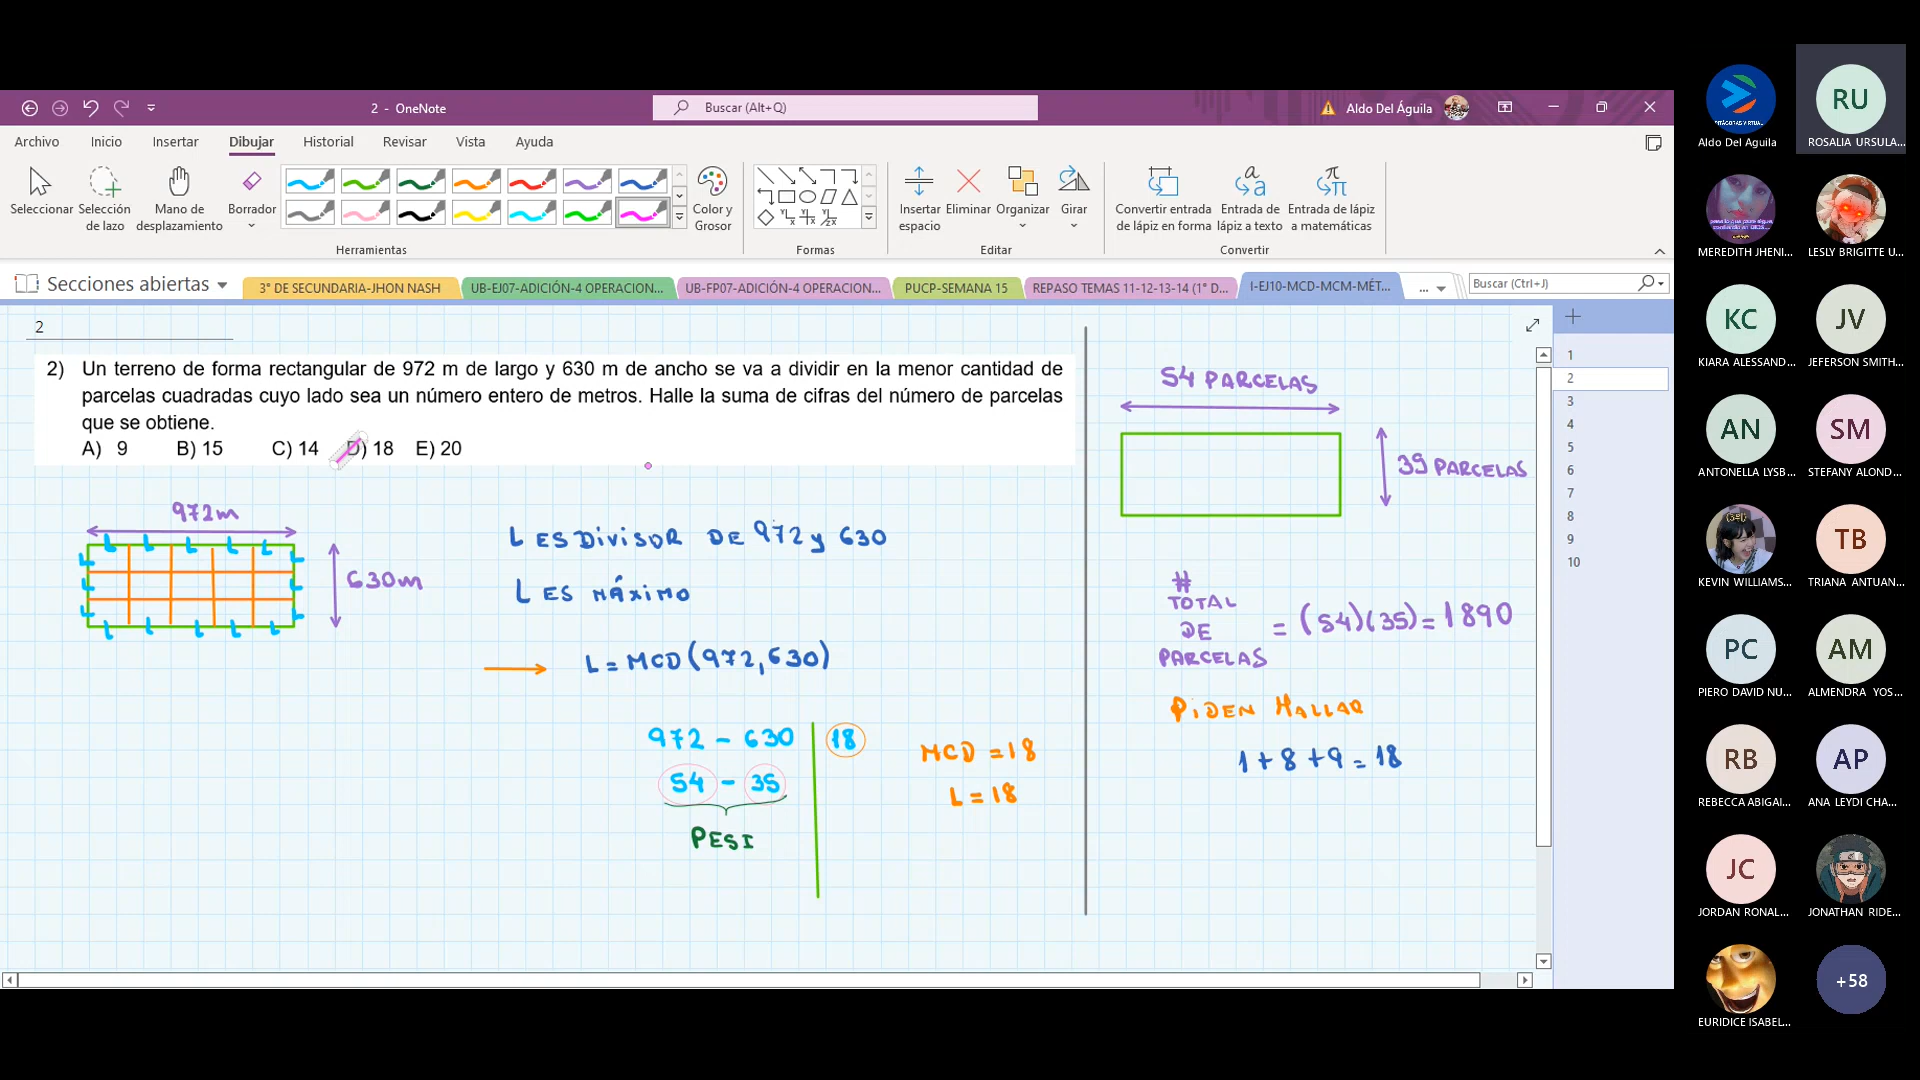 2 - OneNote
Buscar (Alt+Q)
Aldo Del Águila
Archivo Inicio Insertar Dibujar Historial Revisar Vista Ayuda
Seleccionar
Selección de lazo
Mano de desplazamiento
Borrador
Color y Grosor
Insertar espacio
Eliminar
Organizar
Girar
Convertir entrada de lápiz en forma
Entrada de lápiz a texto
Entrada de lápiz a matemáticas
Herramientas
Formas
Editar
Convertir
Secciones abiertas
3° DE SECUNDARIA-JHON NASH
UB-EJ07-ADICIÓN-4 OPERACION...
UB-FP07-ADICIÓN-4 OPERACION...
PUCP-SEMANA 15
REPASO TEMAS 11-12-13-14 (1° D...
I-EJ10-MCD-MCM-MÉT...
...
Buscar (Ctrl+J)
2
2) Un terreno de forma rectangular de 972 m de largo y 630 m de ancho se va a dividir en la menor cantidad de
parcelas cuadradas cuyo lado sea un número entero de metros. Halle la suma de cifras del número de parcelas
que se obtiene.
A) 9 B) 15 C) 14 D) 18 E) 20
972m
L L L L L
L L
L L
L L
L L L L L
630m
L ES DIVISOR DE 972 y 630
L ES MÁXIMO
L = MCD (972, 630)
972 - 630 18
54 - 35
PESI
MCD = 18
L = 18
54 PARCELAS
35 PARCELAS
# TOTAL DE PARCELAS = (54)(35) = 1890
PIDEN HALLAR
1 + 8 + 9 = 18
1
2
3
4
5
6
7
8
9
10
PITÁGORAS VIRTUAL
Aldo Del Aguila
RU
ROSALIA URSULA...
MEREDITH JHENI...
LESLY BRIGITTE U...
KC
KIARA ALESSAND...
JV
JEFERSON SMITH...
AN
ANTONELLA LYSB...
SM
STEFANY ALOND...
KEVIN WILLIAMS...
TB
TRIANA ANTUAN...
PC
PIERO DAVID NU...
AM
ALMENDRA YOS...
RB
REBECCA ABIGAI...
AP
ANA LEYDI CHA...
JC
JORDAN RONAL...
JONATHAN RIDE...
EURIDICE ISABEL...
+58